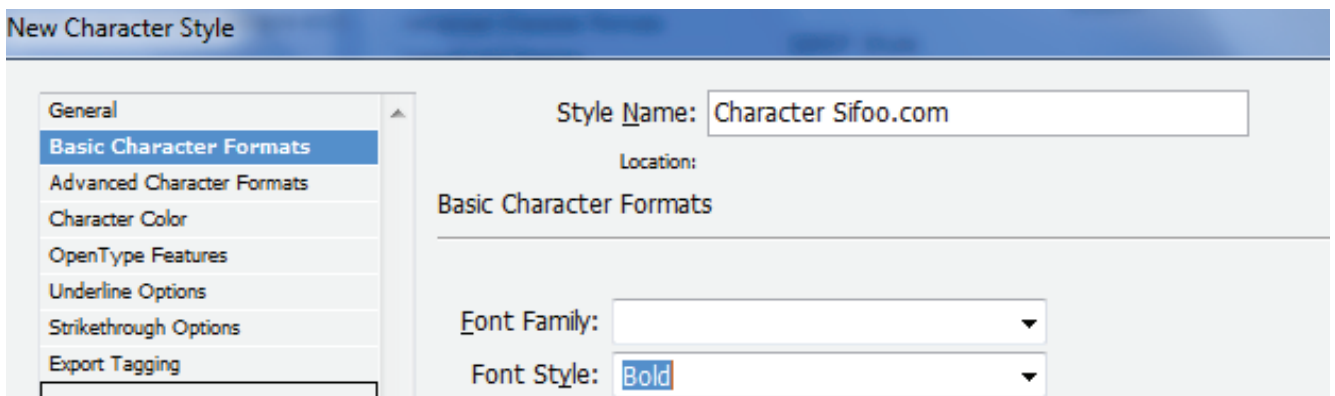 New Character Style
General
Basic Character Formats
Advanced Character Formats
Character Color
OpenType Features
Underline Options
Strikethrough Options
Export Tagging
Style Name: Character Sifoo.com
Location:
Basic Character Formats
Font Family:
Font Style: Bold